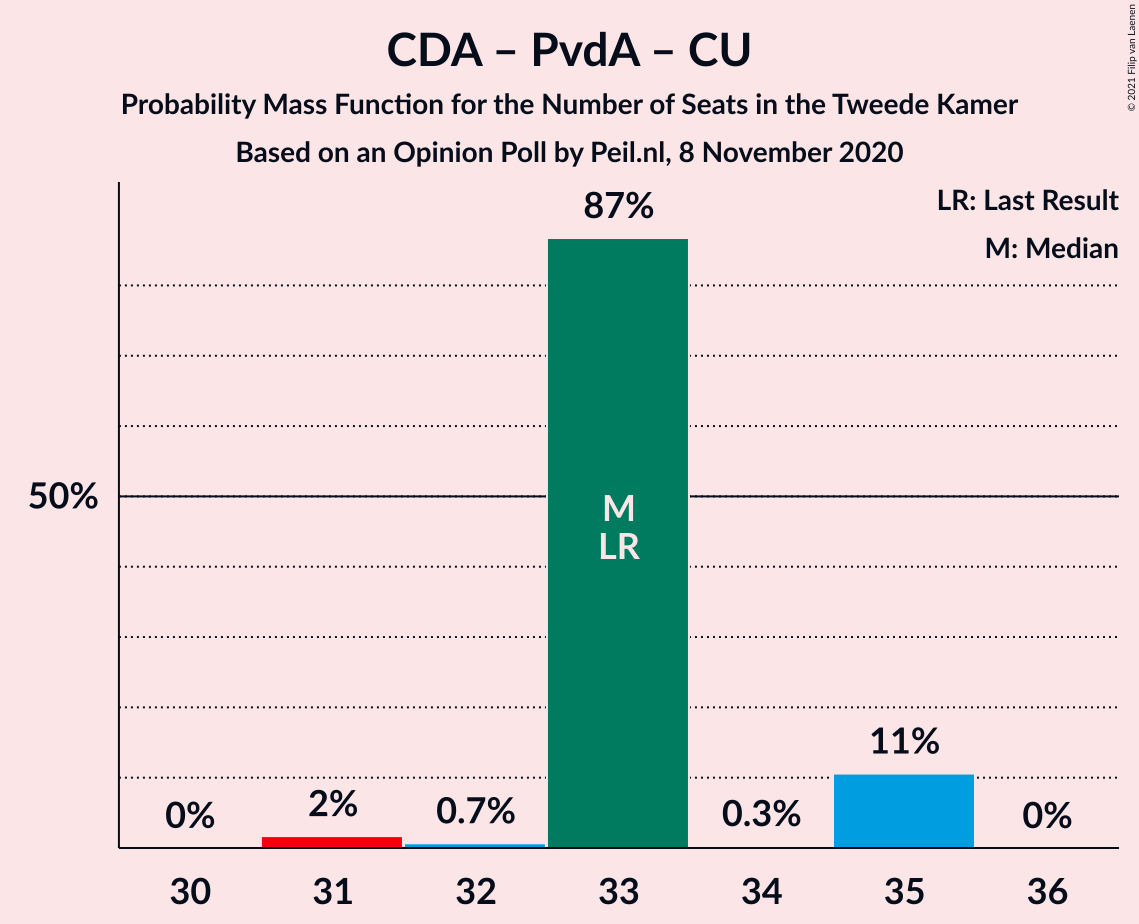 CDA – PvdA – CU
Probability Mass Function for the Number of Seats in the Tweede Kamer
Based on an Opinion Poll by Peil.nl, 8 November 2020
© 2021 Filip van Laenen
LR: Last Result
M: Median
87%
50%
M
LR
11%
0%
2%
0.7%
0.3%
0%
30
31
32
33
34
35
36